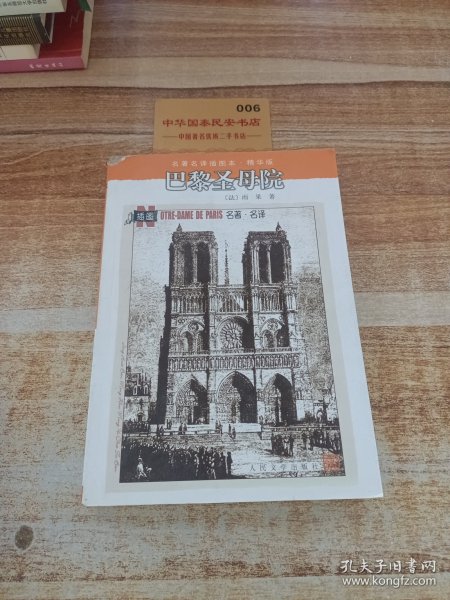 006
中华国泰民安书店
中国著名优质二手书店
名著名译插图本·精华版
巴黎圣母院
〔法〕雨果 著
插图
NOTRE-DAME DE PARIS 名著·名译
人民文学出版社
孔夫子旧书网
www.kongfz.com